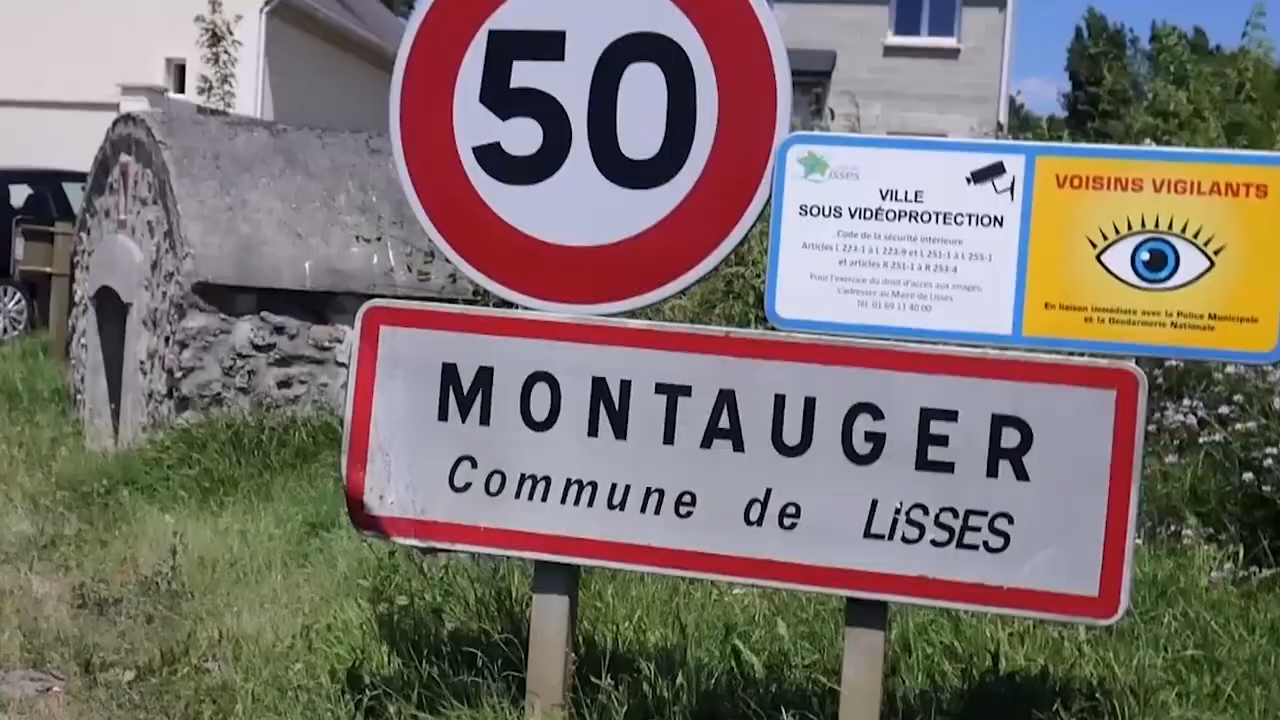 50
Lisses
VILLE
SOUS VIDÉOPROTECTION
Code de la sécurité intérieure
Articles L 223-1 à L 223-9 et L 251-1 à L 255-1
et articles R 251-1 à R 253-4
Pour l'exercice du droit d'accès aux images,
s'adresser au Maire de Lisses
Tél. 01 69 11 40 00
VOISINS VIGILANTS
En liaison immédiate avec la Police Municipale
et la Gendarmerie Nationale
MONTAUGER
Commune de LiSSES